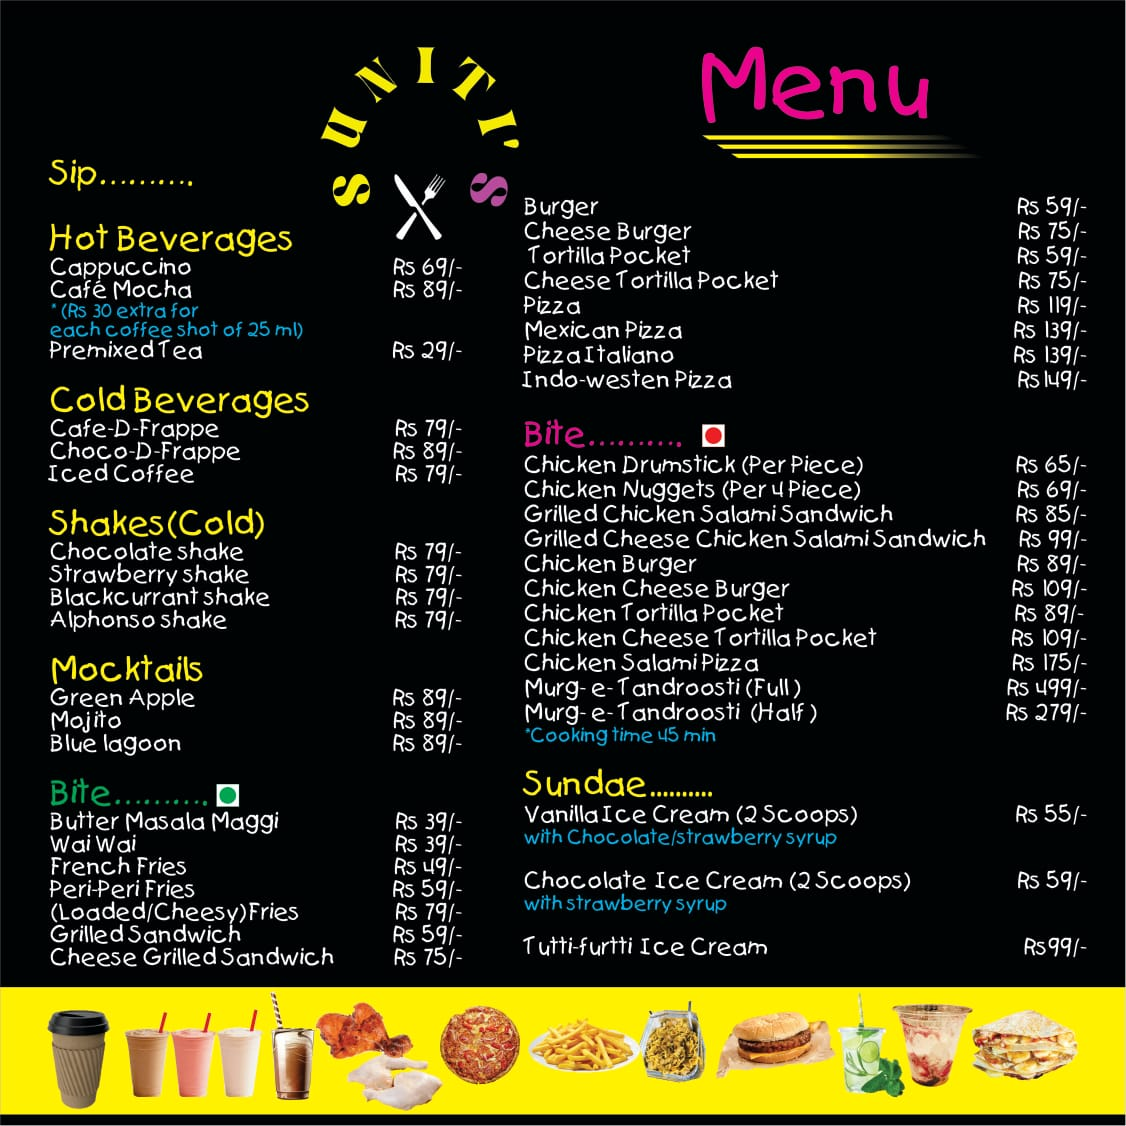 SUNITI'S
Menu
Sip..........
Hot Beverages
Cappuccino Rs 69/-
Café Mocha Rs 89/-
* (Rs 30 extra for
each coffee shot of 25 ml)
Premixed Tea Rs 29/-
Cold Beverages
Cafe-D-Frappe Rs 79/-
Choco-D-Frappe Rs 89/-
Iced Coffee Rs 79/-
Shakes(Cold)
Chocolate shake Rs 79/-
Strawberry shake Rs 79/-
Blackcurrant shake Rs 79/-
Alphonso shake Rs 79/-
Mocktails
Green Apple Rs 89/-
Mojito Rs 89/-
Blue lagoon Rs 89/-
Bite..........
Butter Masala Maggi Rs 39/-
Wai Wai Rs 39/-
French Fries Rs 49/-
Peri-Peri Fries Rs 59/-
(Loaded/Cheesy)Fries Rs 79/-
Grilled Sandwich Rs 59/-
Cheese Grilled Sandwich Rs 75/-
Burger Rs 59/-
Cheese Burger Rs 75/-
Tortilla Pocket Rs 59/-
Cheese Tortilla Pocket Rs 75/-
Pizza Rs 119/-
Mexican Pizza Rs 139/-
Pizza Italiano Rs 139/-
Indo-westen Pizza Rs 149/-
Bite..........
Chicken Drumstick (Per Piece) Rs 65/-
Chicken Nuggets (Per 4 Piece) Rs 69/-
Grilled Chicken Salami Sandwich Rs 85/-
Grilled Cheese Chicken Salami Sandwich Rs 99/-
Chicken Burger Rs 89/-
Chicken Cheese Burger Rs 109/-
Chicken Tortilla Pocket Rs 89/-
Chicken Cheese Tortilla Pocket Rs 109/-
Chicken Salami Pizza Rs 175/-
Murg-e-Tandroosti (Full) Rs 499/-
Murg-e-Tandroosti (Half) Rs 279/-
*Cooking time 45 min
Sundae..........
Vanilla Ice Cream (2 Scoops) Rs 55/-
with Chocolate/strawberry syrup
Chocolate Ice Cream (2 Scoops) Rs 59/-
with strawberry syrup
Tutti-furtti Ice Cream Rs99/-